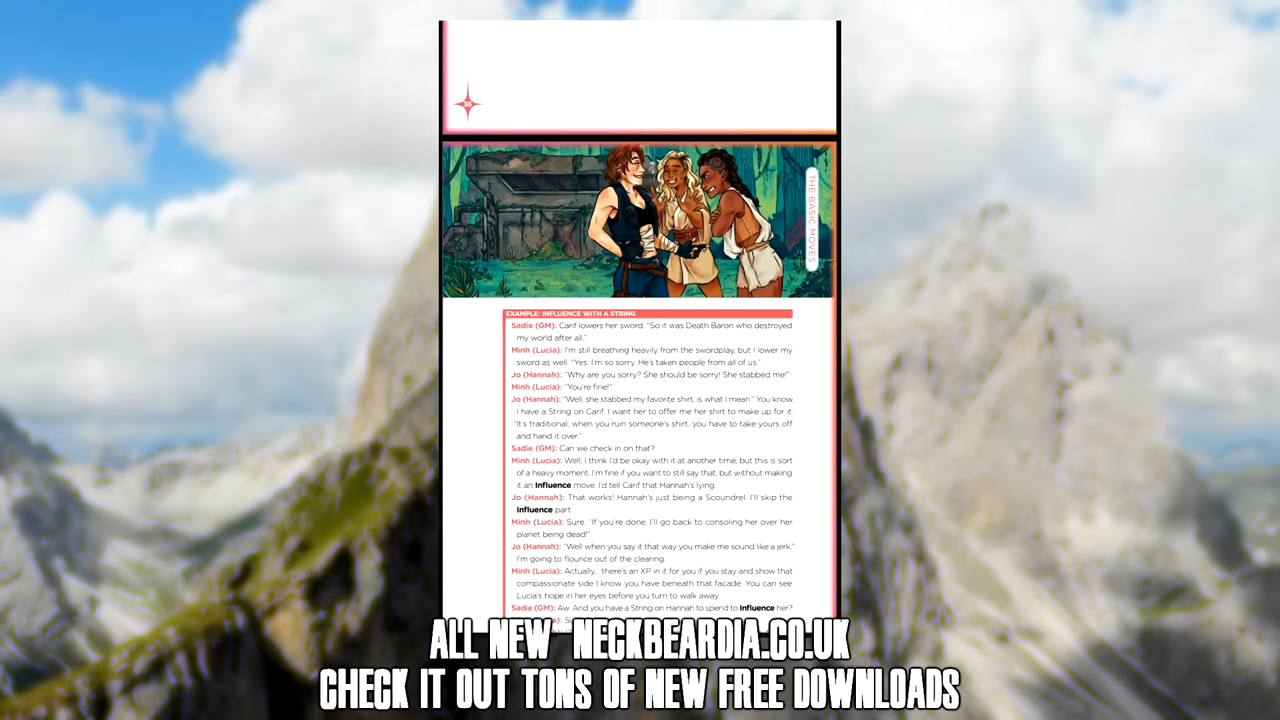 36
THE BASIC MOVES
EXAMPLE: INFLUENCE WITH A STRING
Sadie (GM): Carif lowers her sword. "So it was Death Baron who destroyed
my world after all."
Minh (Lucia): I'm still breathing heavily from the swordplay, but I lower my
sword as well. "Yes. I'm so sorry. He's taken people from all of us."
Jo (Hannah): "Why are you sorry? She should be sorry! She stabbed me!"
Minh (Lucia): "You're fine!"
Jo (Hannah): "Well, she stabbed my favorite shirt, is what I mean." You know,
I have a String on Carif. I want her to offer me her shirt to make up for it.
"It's traditional, when you ruin someone's shirt, you have to take yours off
and hand it over."
Sadie (GM): Can we check in on that?
Minh (Lucia): Well, I think I'd be okay with it at another time, but this is sort
of a heavy moment. I'm fine if you want to still say that, but without making
it an Influence move. I'd tell Carif that Hannah's lying.
Jo (Hannah): That works! Hannah's just being a Scoundrel. I'll skip the
Influence part.
Minh (Lucia): Sure. "If you're done, I'll go back to consoling her over her
planet being dead!"
Jo (Hannah): "Well when you say it that way you make me sound like a jerk."
I'm going to flounce out of the clearing.
Minh (Lucia): Actually... there's an XP in it for you if you stay and show that
compassionate side I know you have beneath that facade. You can see
Lucia's hope in her eyes before you turn to walk away.
Sadie (GM): Aw. And you have a String on Hannah to spend to Influence her?
ALL NEW NECKBEARDIA.CO.UK
CHECK IT OUT TONS OF NEW FREE DOWNLOADS